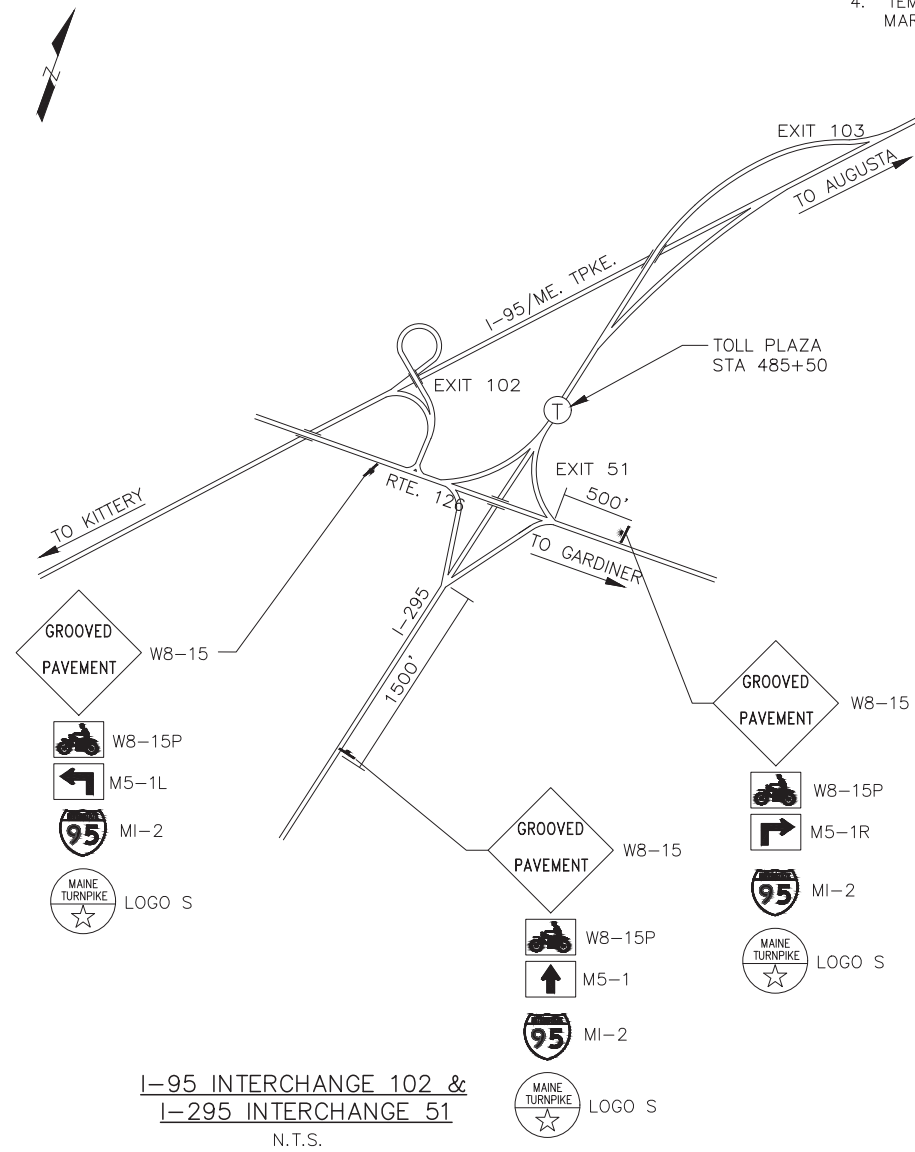 4. TEM
MAR
N
EXIT 103
TO AUGUSTA
I-95/ME. TPKE.
TOLL PLAZA
STA 485+50
EXIT 102
T
EXIT 51
RTE. 126
500'
TO KITTERY
TO GARDINER
I-295
1500'
GROOVED
PAVEMENT
W8-15
W8-15P
M5-1L
95
MI-2
MAINE
TURNPIKE
LOGO S
GROOVED
PAVEMENT
W8-15
W8-15P
M5-1R
95
MI-2
MAINE
TURNPIKE
LOGO S
GROOVED
PAVEMENT
W8-15
W8-15P
M5-1
95
MI-2
MAINE
TURNPIKE
LOGO S
I-95 INTERCHANGE 102 &
I-295 INTERCHANGE 51
N.T.S.